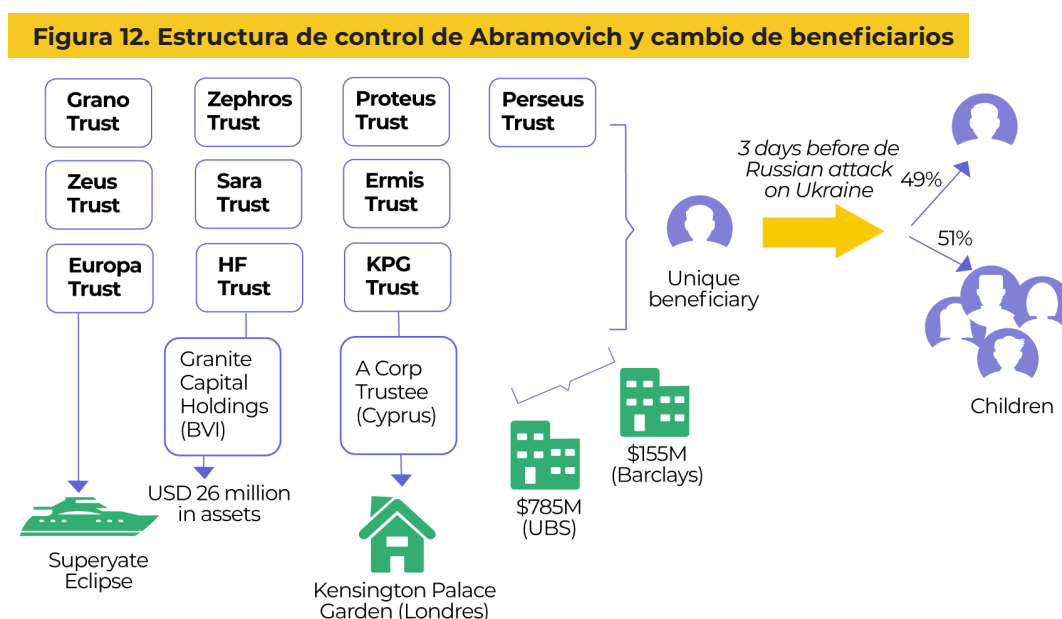 Figura 12. Estructura de control de Abramovich y cambio de beneficiarios
Grano
Trust
Zephros
Trust
Proteus
Trust
Perseus
Trust
Zeus
Trust
Sara
Trust
Ermis
Trust
Europa
Trust
HF
Trust
KPG
Trust
Granite
Capital
Holdings
(BVI)
A Corp
Trustee
(Cyprus)
Superyate
Eclipse
USD 26 million
in assets
Kensington Palace
Garden (Londres)
$785M
(UBS)
$155M
(Barclays)
Unique
beneficiary
3 days before de
Russian attack
on Ukraine
49%
51%
Children